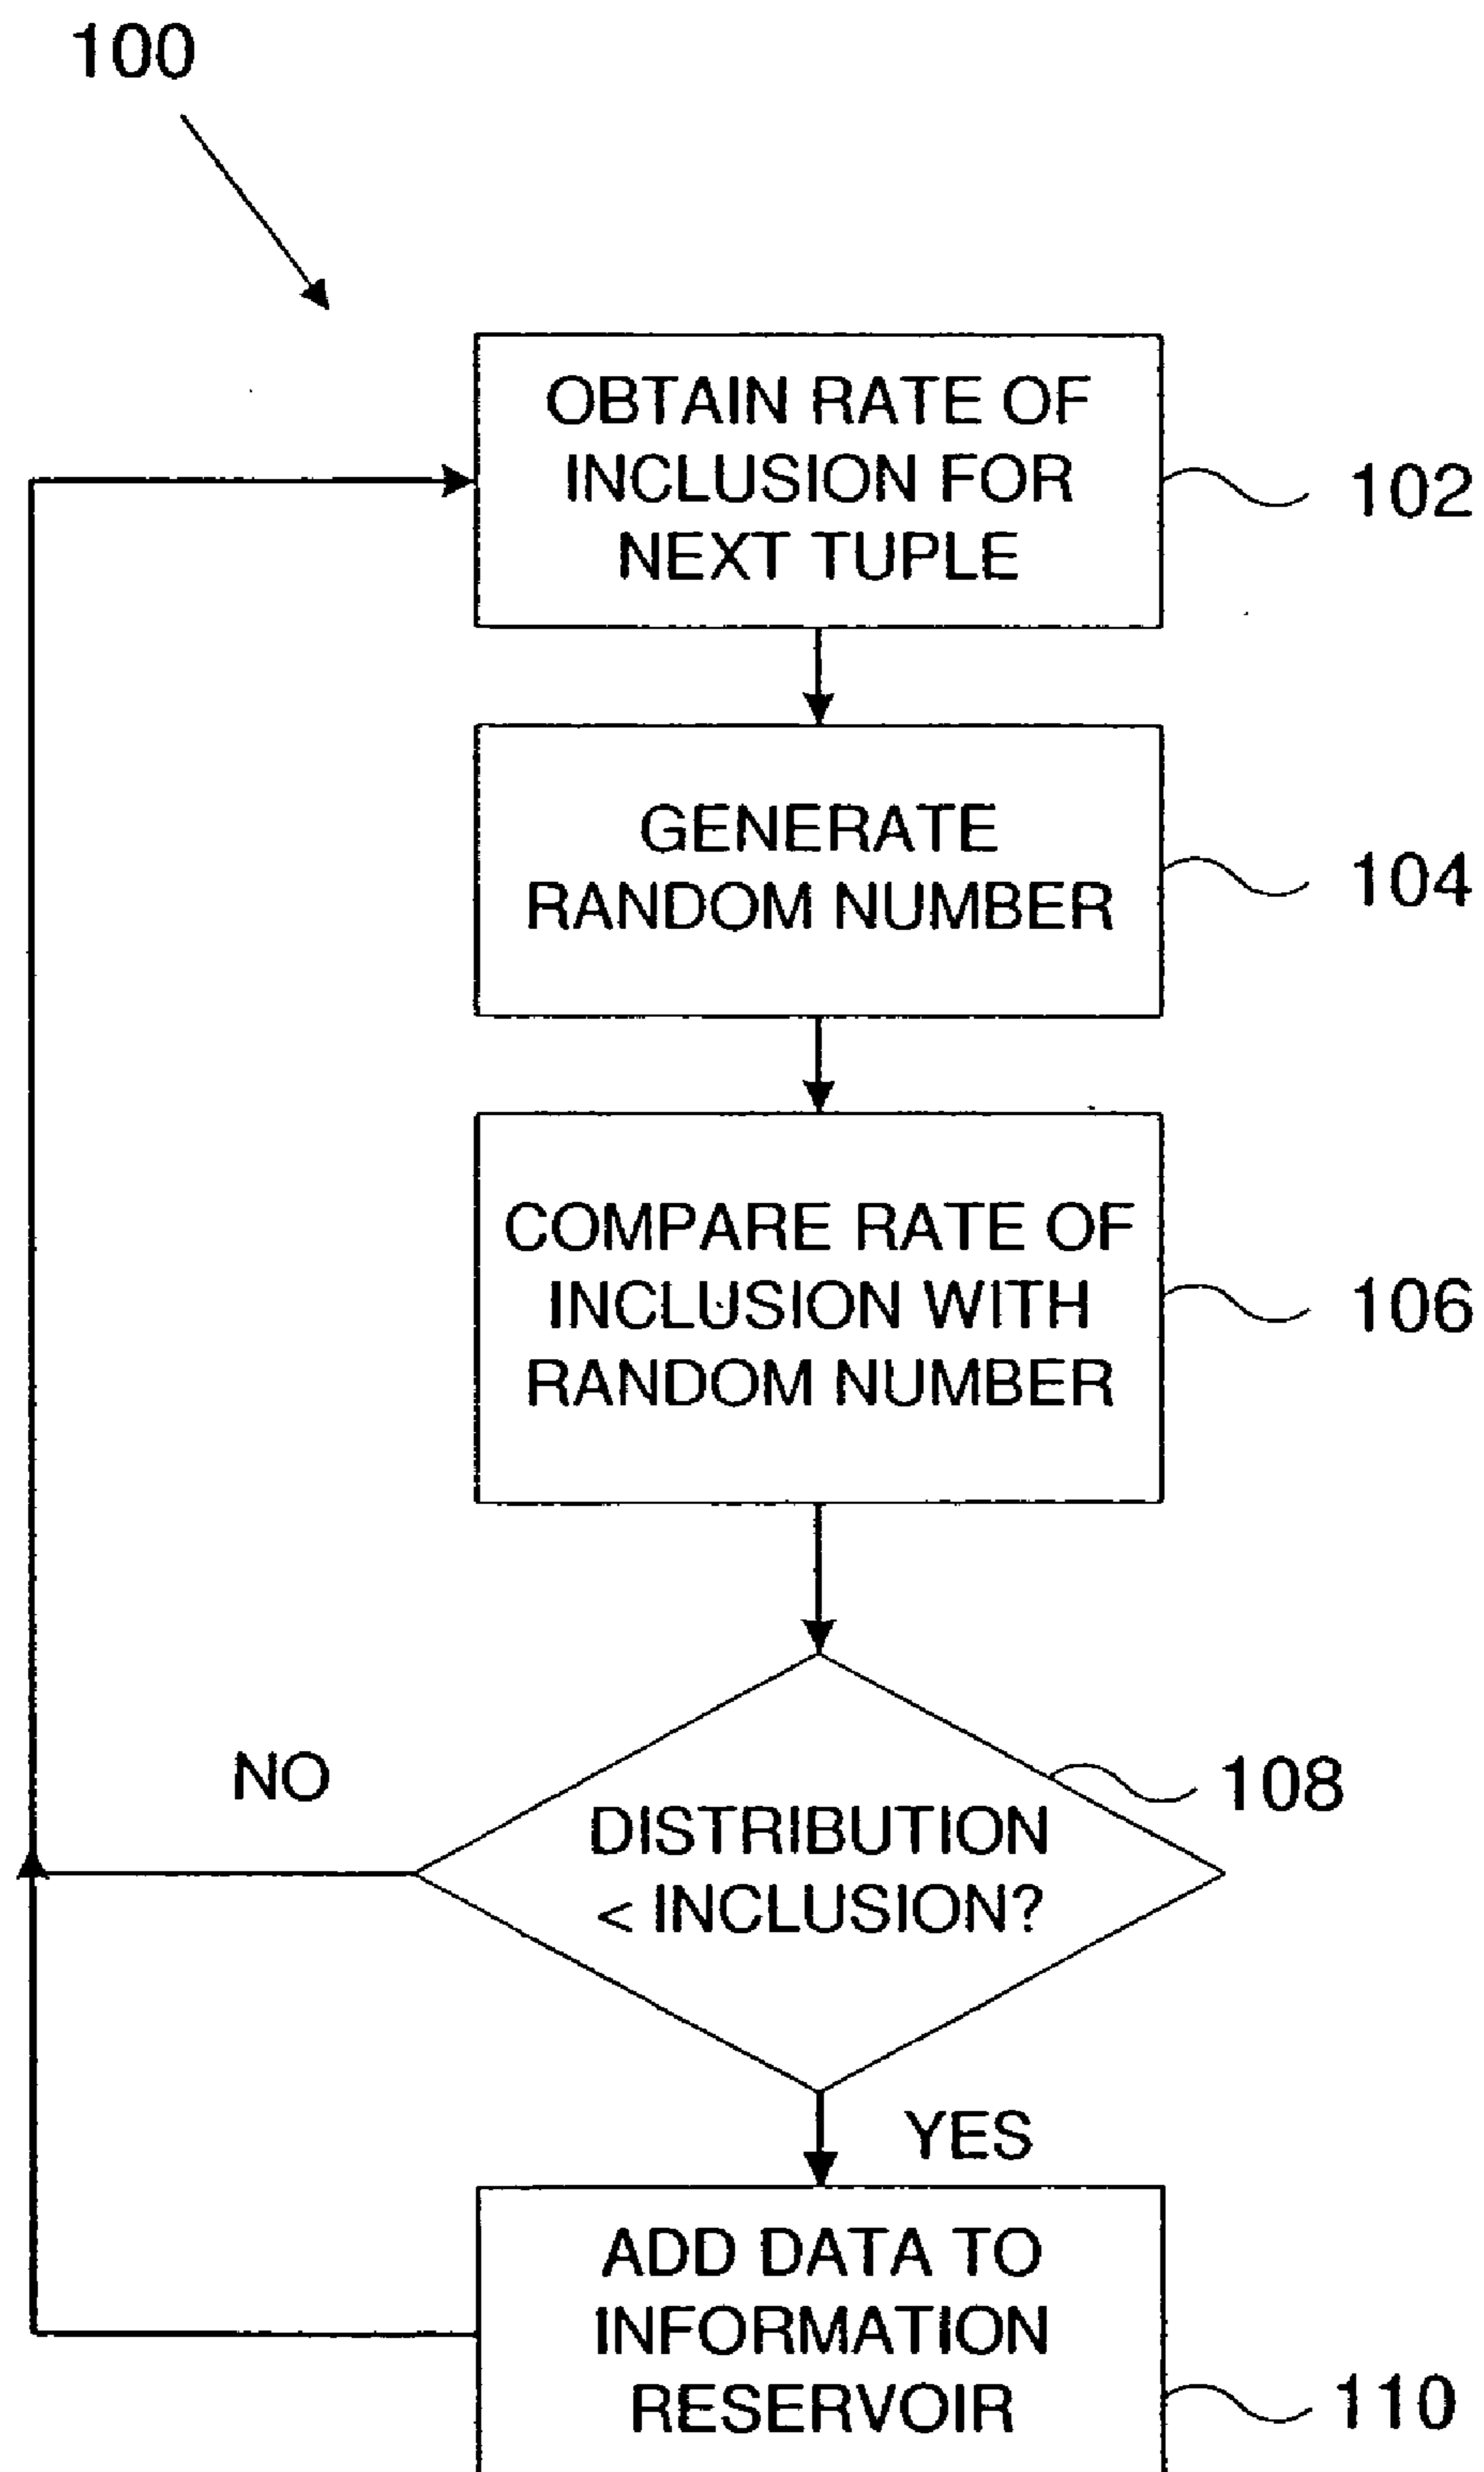 100
OBTAIN RATE OF
INCLUSION FOR
NEXT TUPLE
102
GENERATE
RANDOM NUMBER
104
COMPARE RATE OF
INCLUSION WITH
RANDOM NUMBER
106
NO
108
DISTRIBUTION
< INCLUSION?
YES
ADD DATA TO
INFORMATION
RESERVOIR
110